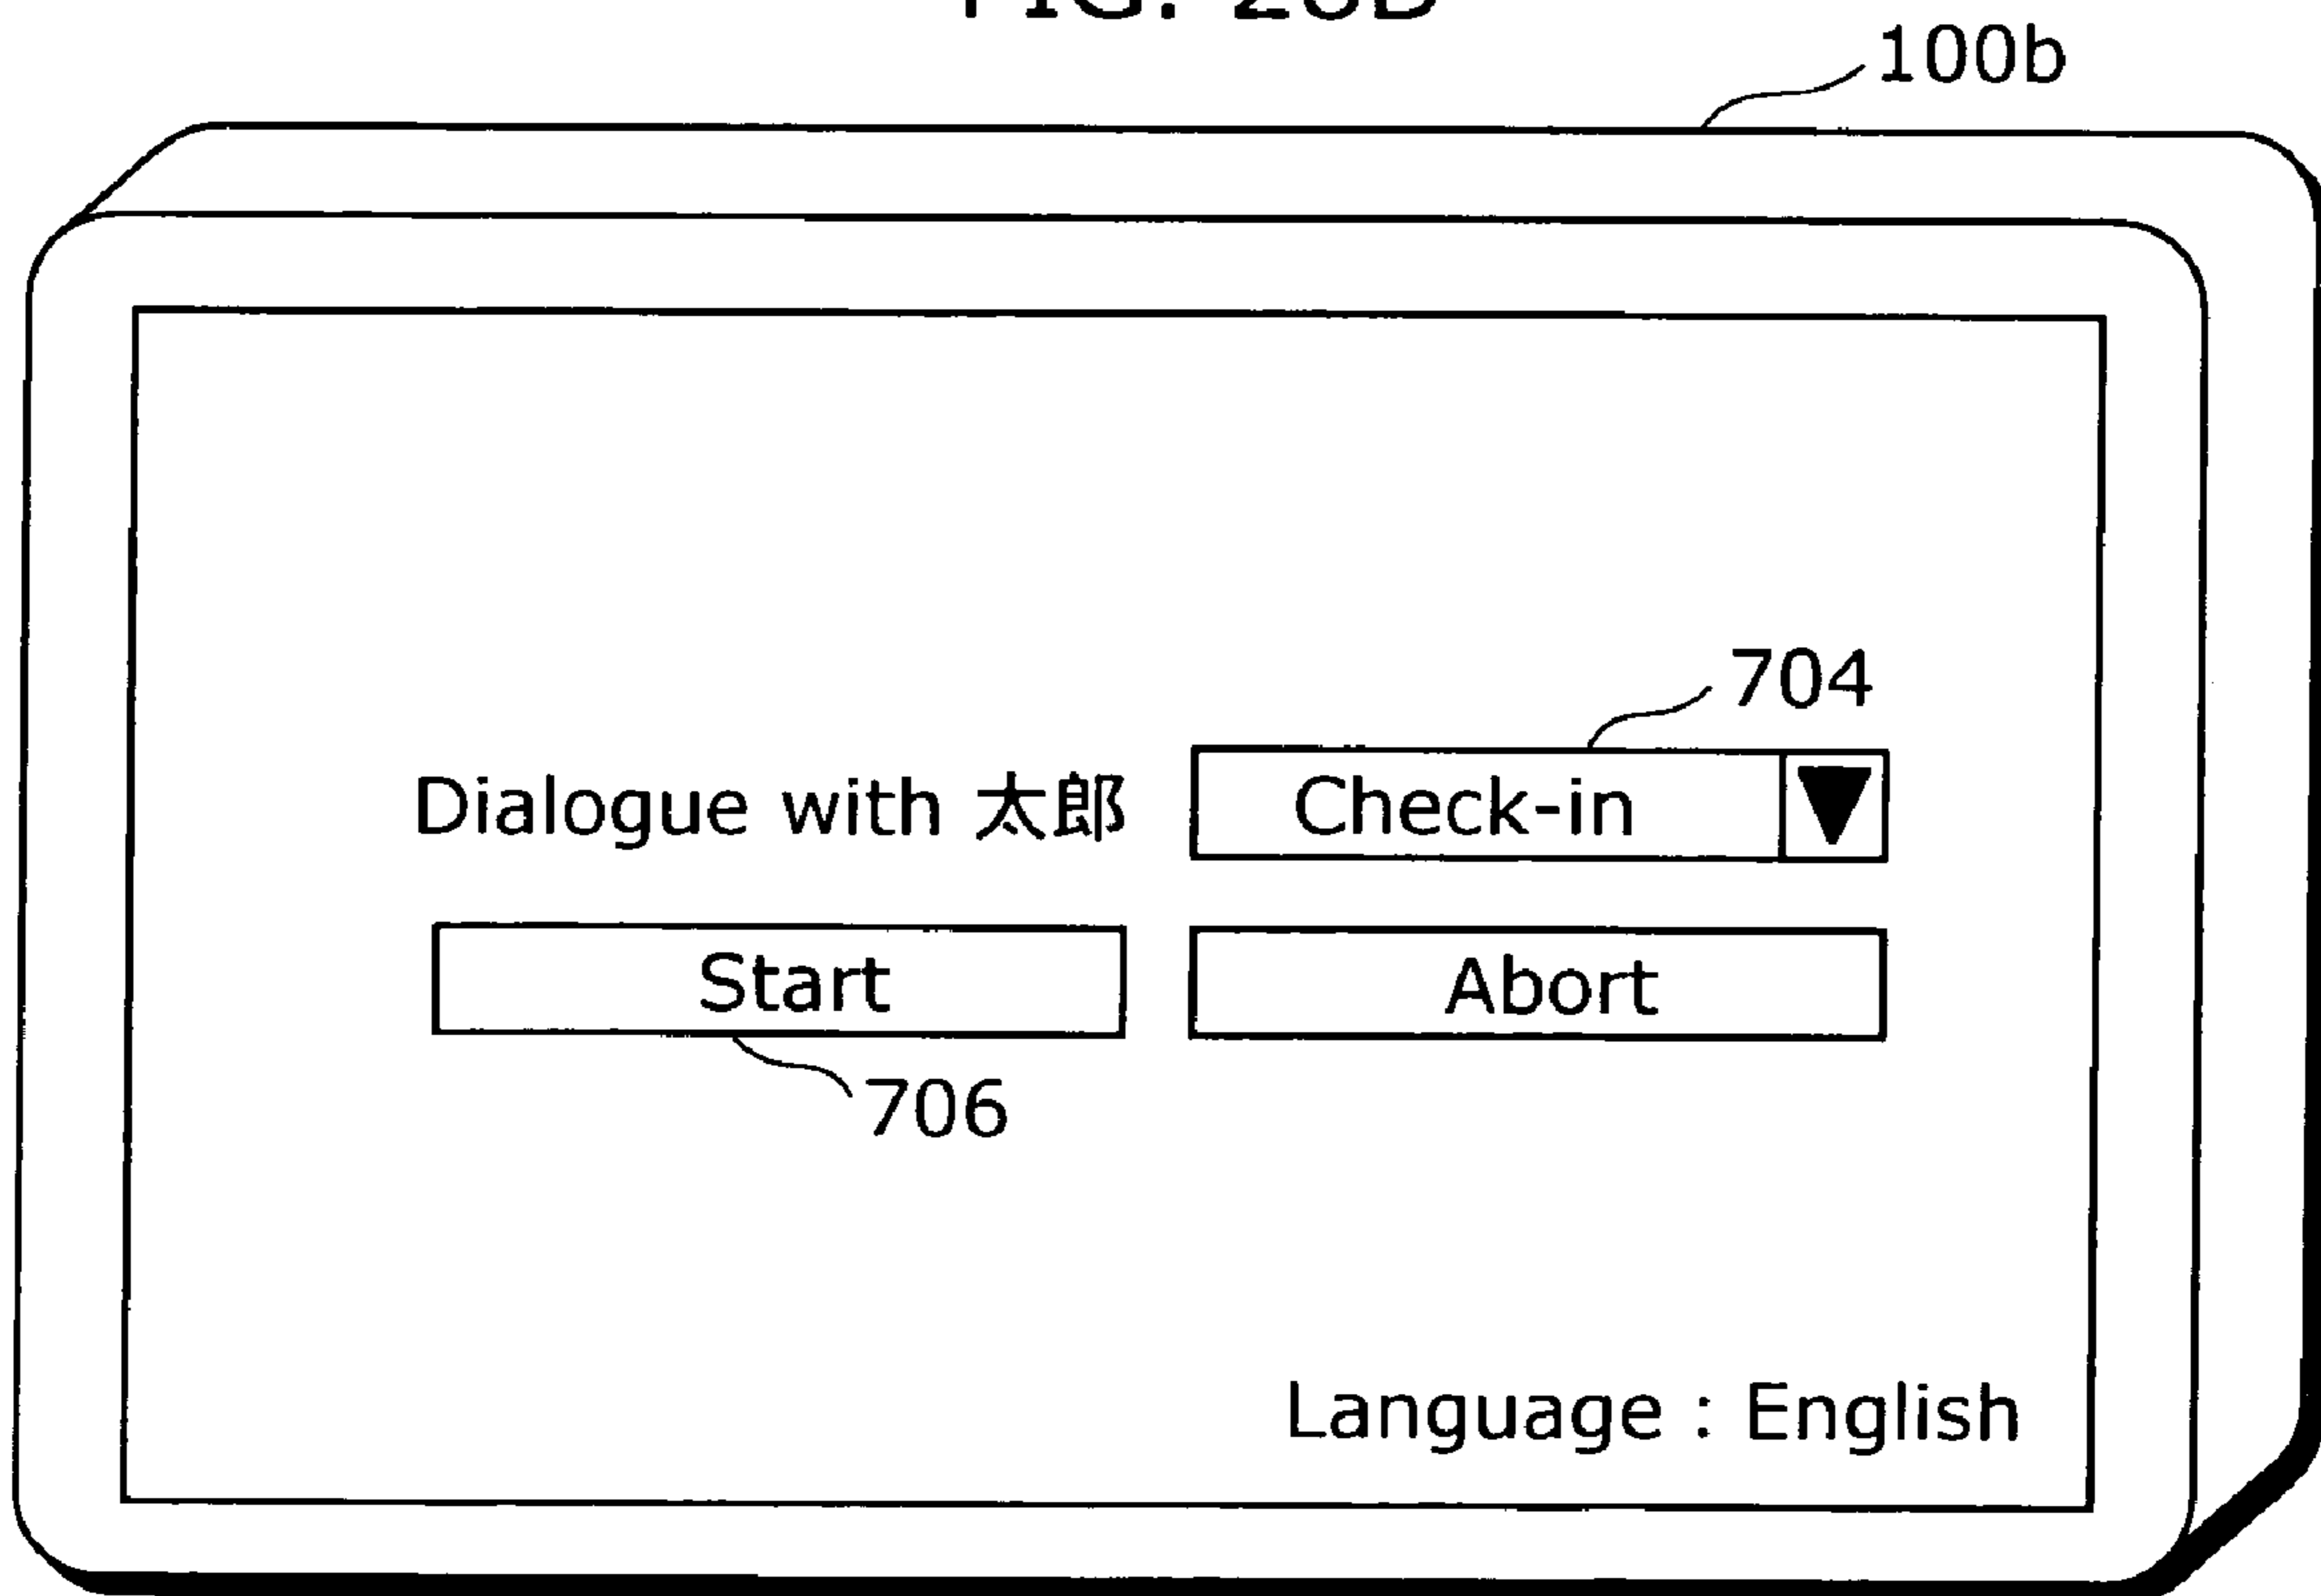 100b
704
Dialogue with 太郎 Check-in
Start Abort
706
Language : English